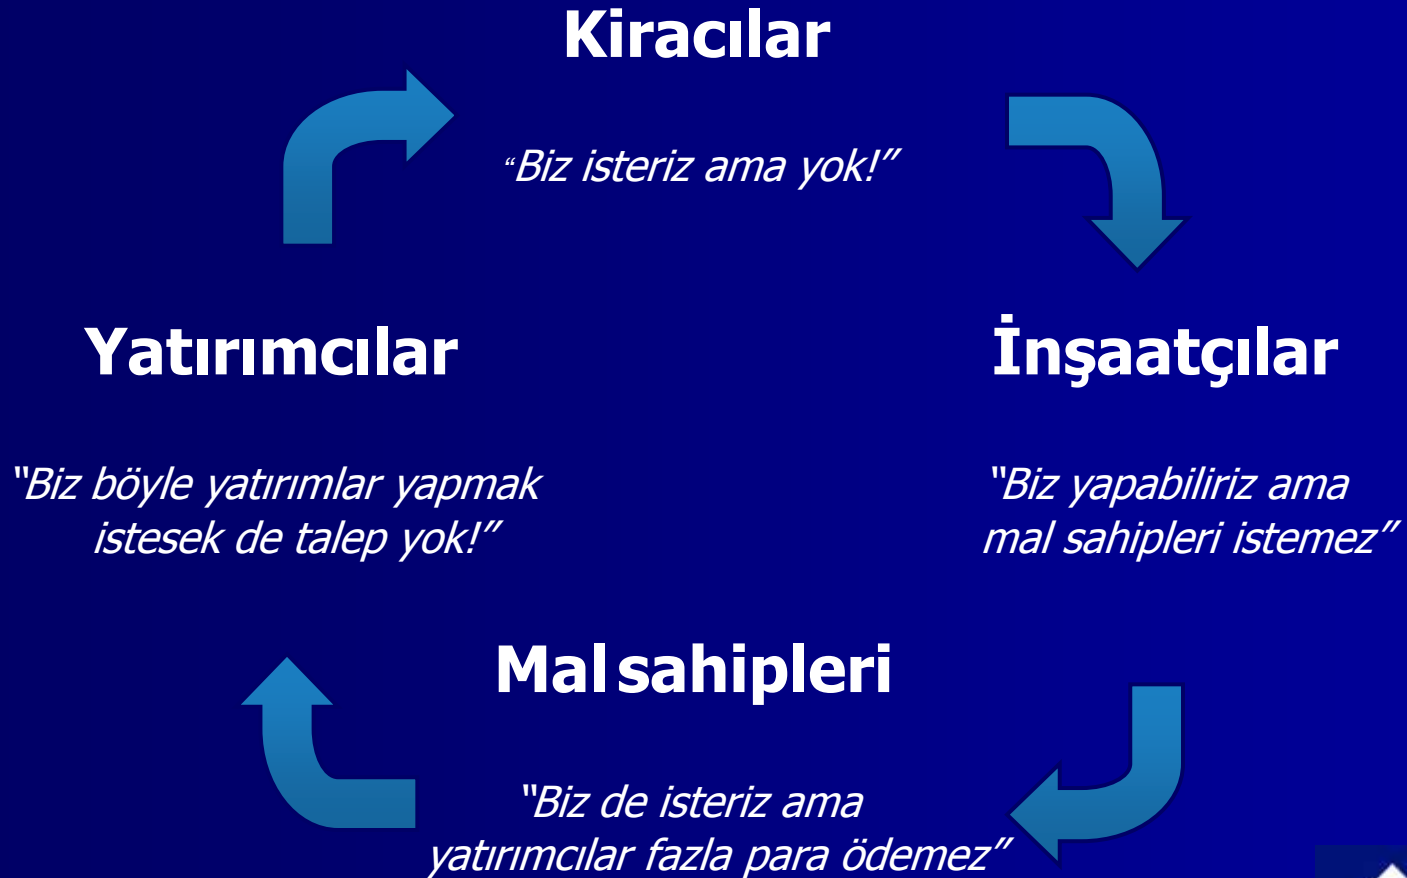 Kiracılar
“Biz isteriz ama yok!”
Yatırımcılar
İnşaatçılar
“Biz böyle yatırımlar yapmak
istesek de talep yok!”
“Biz yapabiliriz ama
mal sahipleri istemez”
Mal sahipleri
“Biz de isteriz ama
yatırımcılar fazla para ödemez”